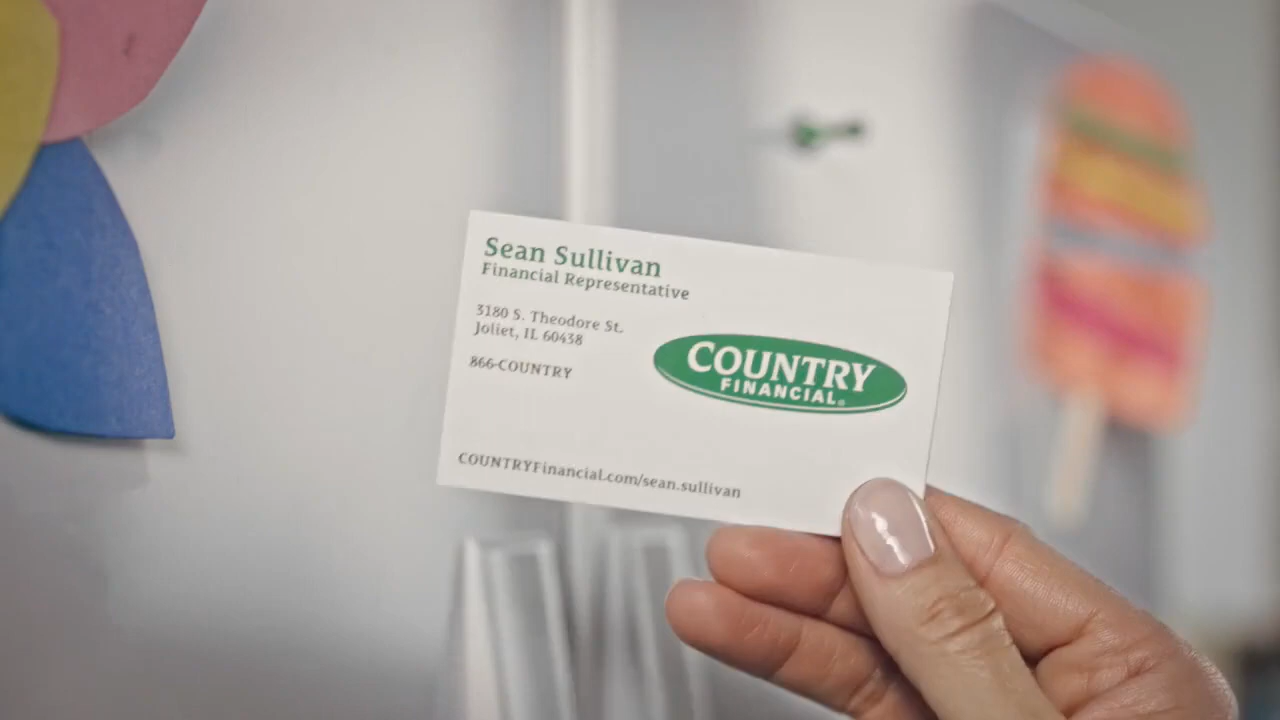 Sean Sullivan
Financial Representative
3180 S. Theodore St.
Joliet, IL 60438
866-COUNTRY
COUNTRY
FINANCIAL®
COUNTRYFinancial.com/sean.sullivan